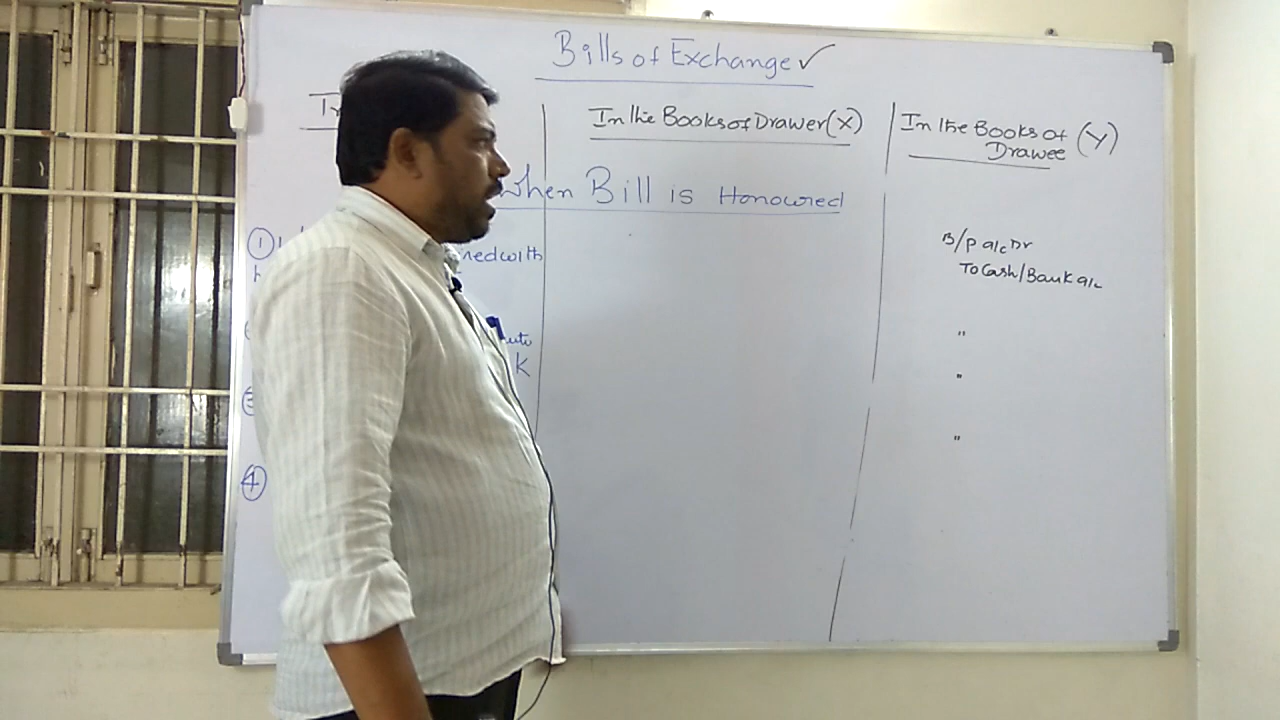 Bills of Exchange ✓
In the Books of Drawer (X)
In the Books of Drawee (Y)
when Bill is Honoured
①
B/P a/c Dr
To Cash/Bank a/c
"
"
"
③
④